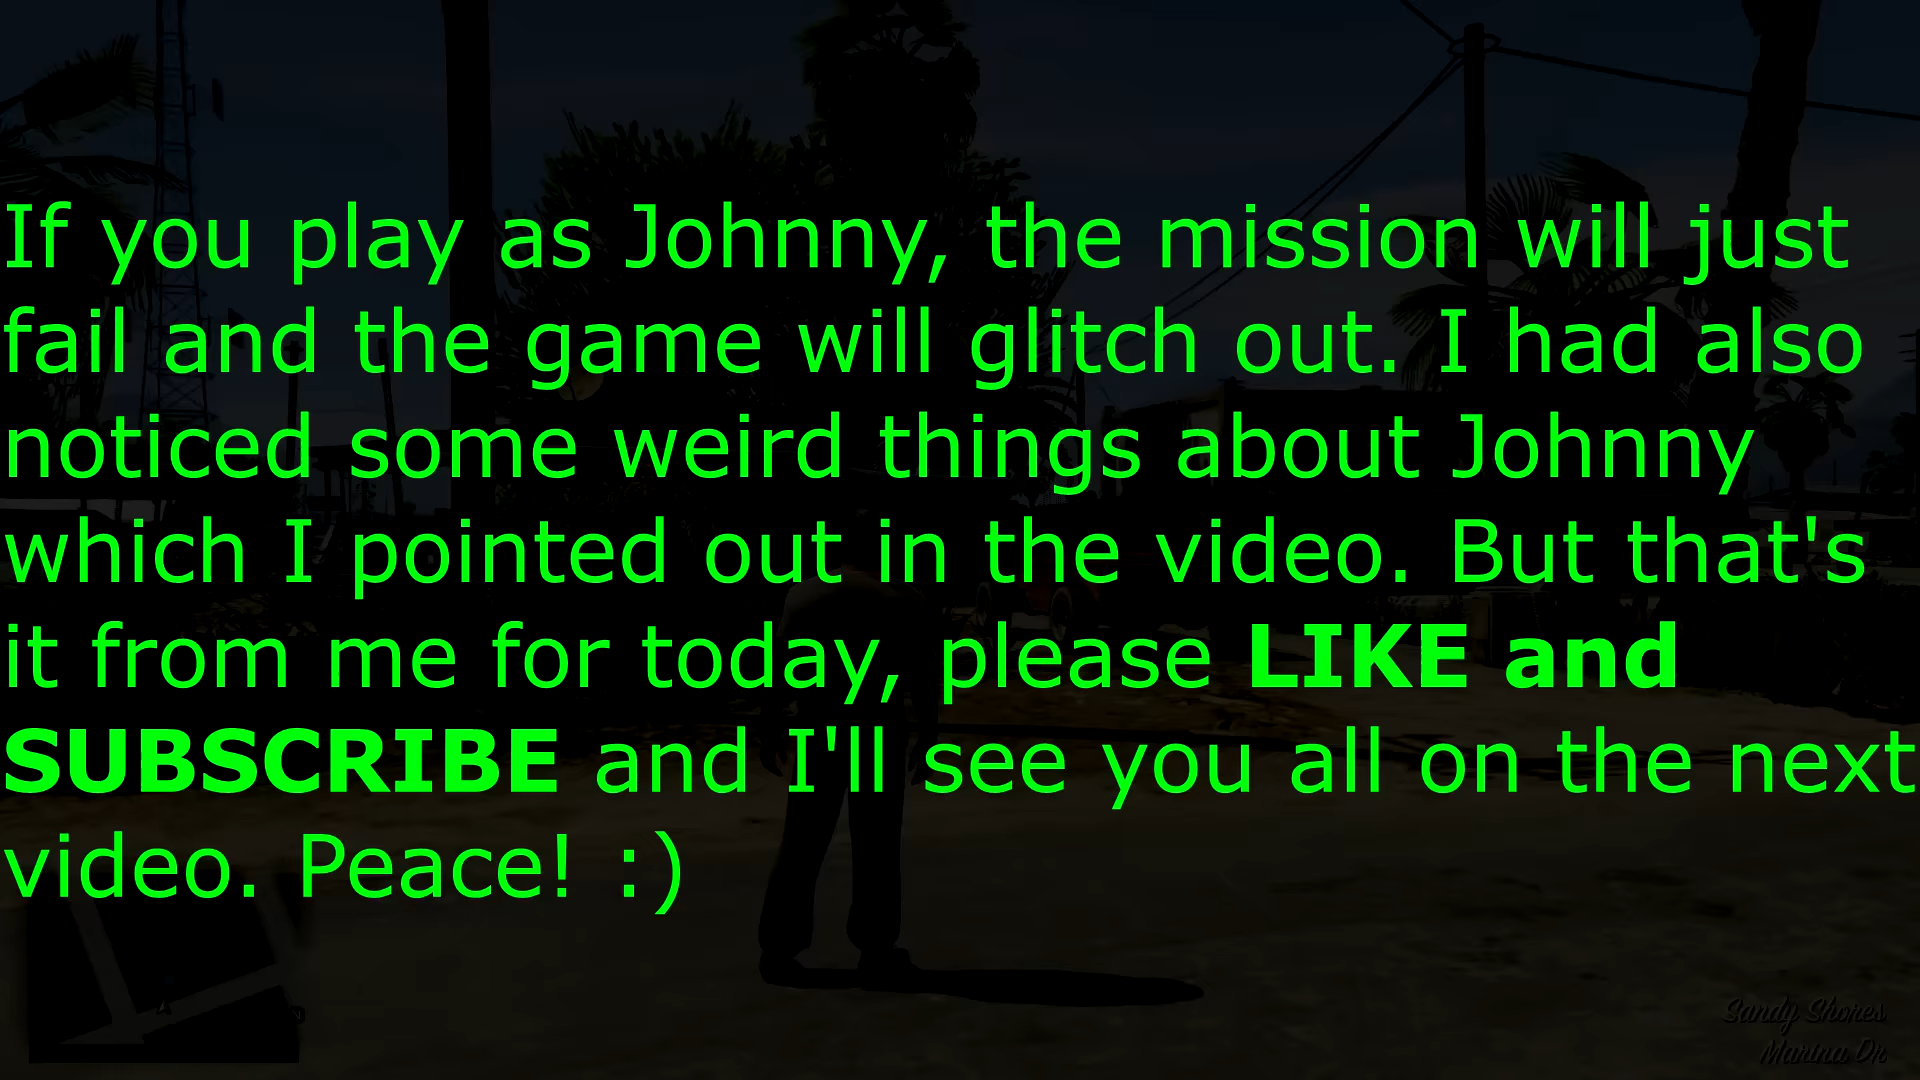 If you play as Johnny, the mission will just
fail and the game will glitch out. I had also
noticed some weird things about Johnny
which I pointed out in the video. But that's
it from me for today, please LIKE and
SUBSCRIBE and I'll see you all on the next
video. Peace! :)
N
Sandy Shores
Marina Dr